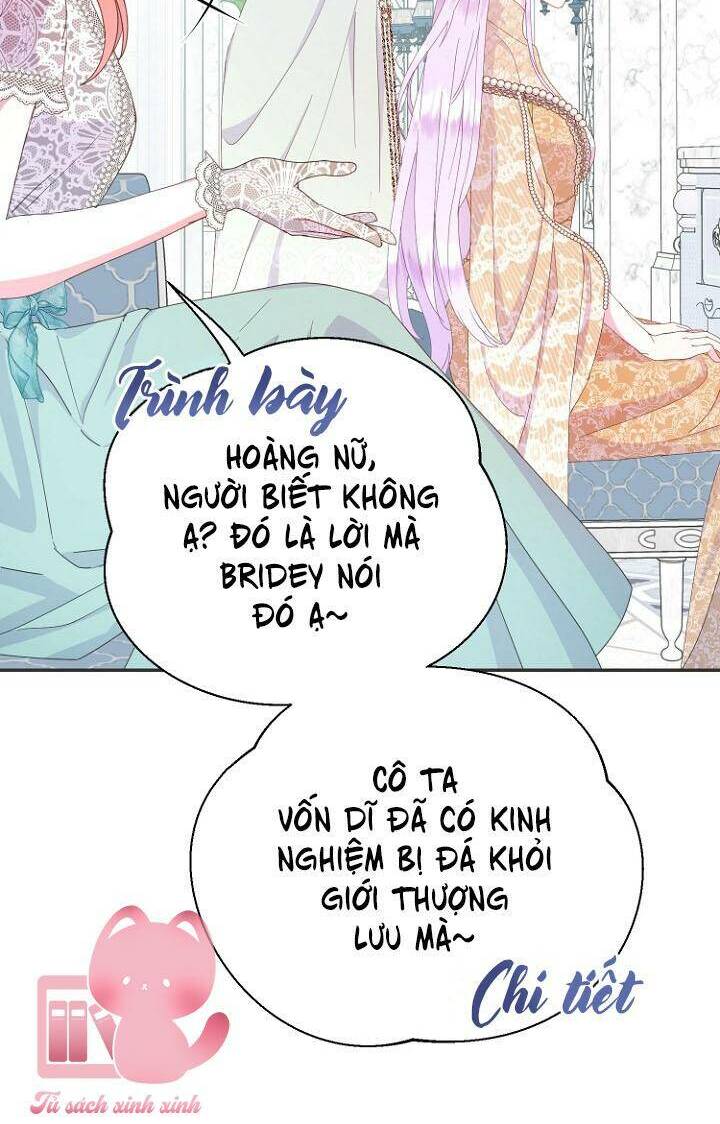 Trình bày
HOÀNG NỮ,
NGƯỜI BIẾT KHÔNG
Ạ? ĐÓ LÀ LỜI MÀ
BRIDEY NÓI
ĐÓ Ạ~
CÔ TA
VỐN DĨ ĐÃ CÓ KINH
NGHIỆM BỊ ĐÁ KHỎI
GIỚI THƯỢNG
LƯU MÀ~
Chi tiết
Tủ sách xinh xinh